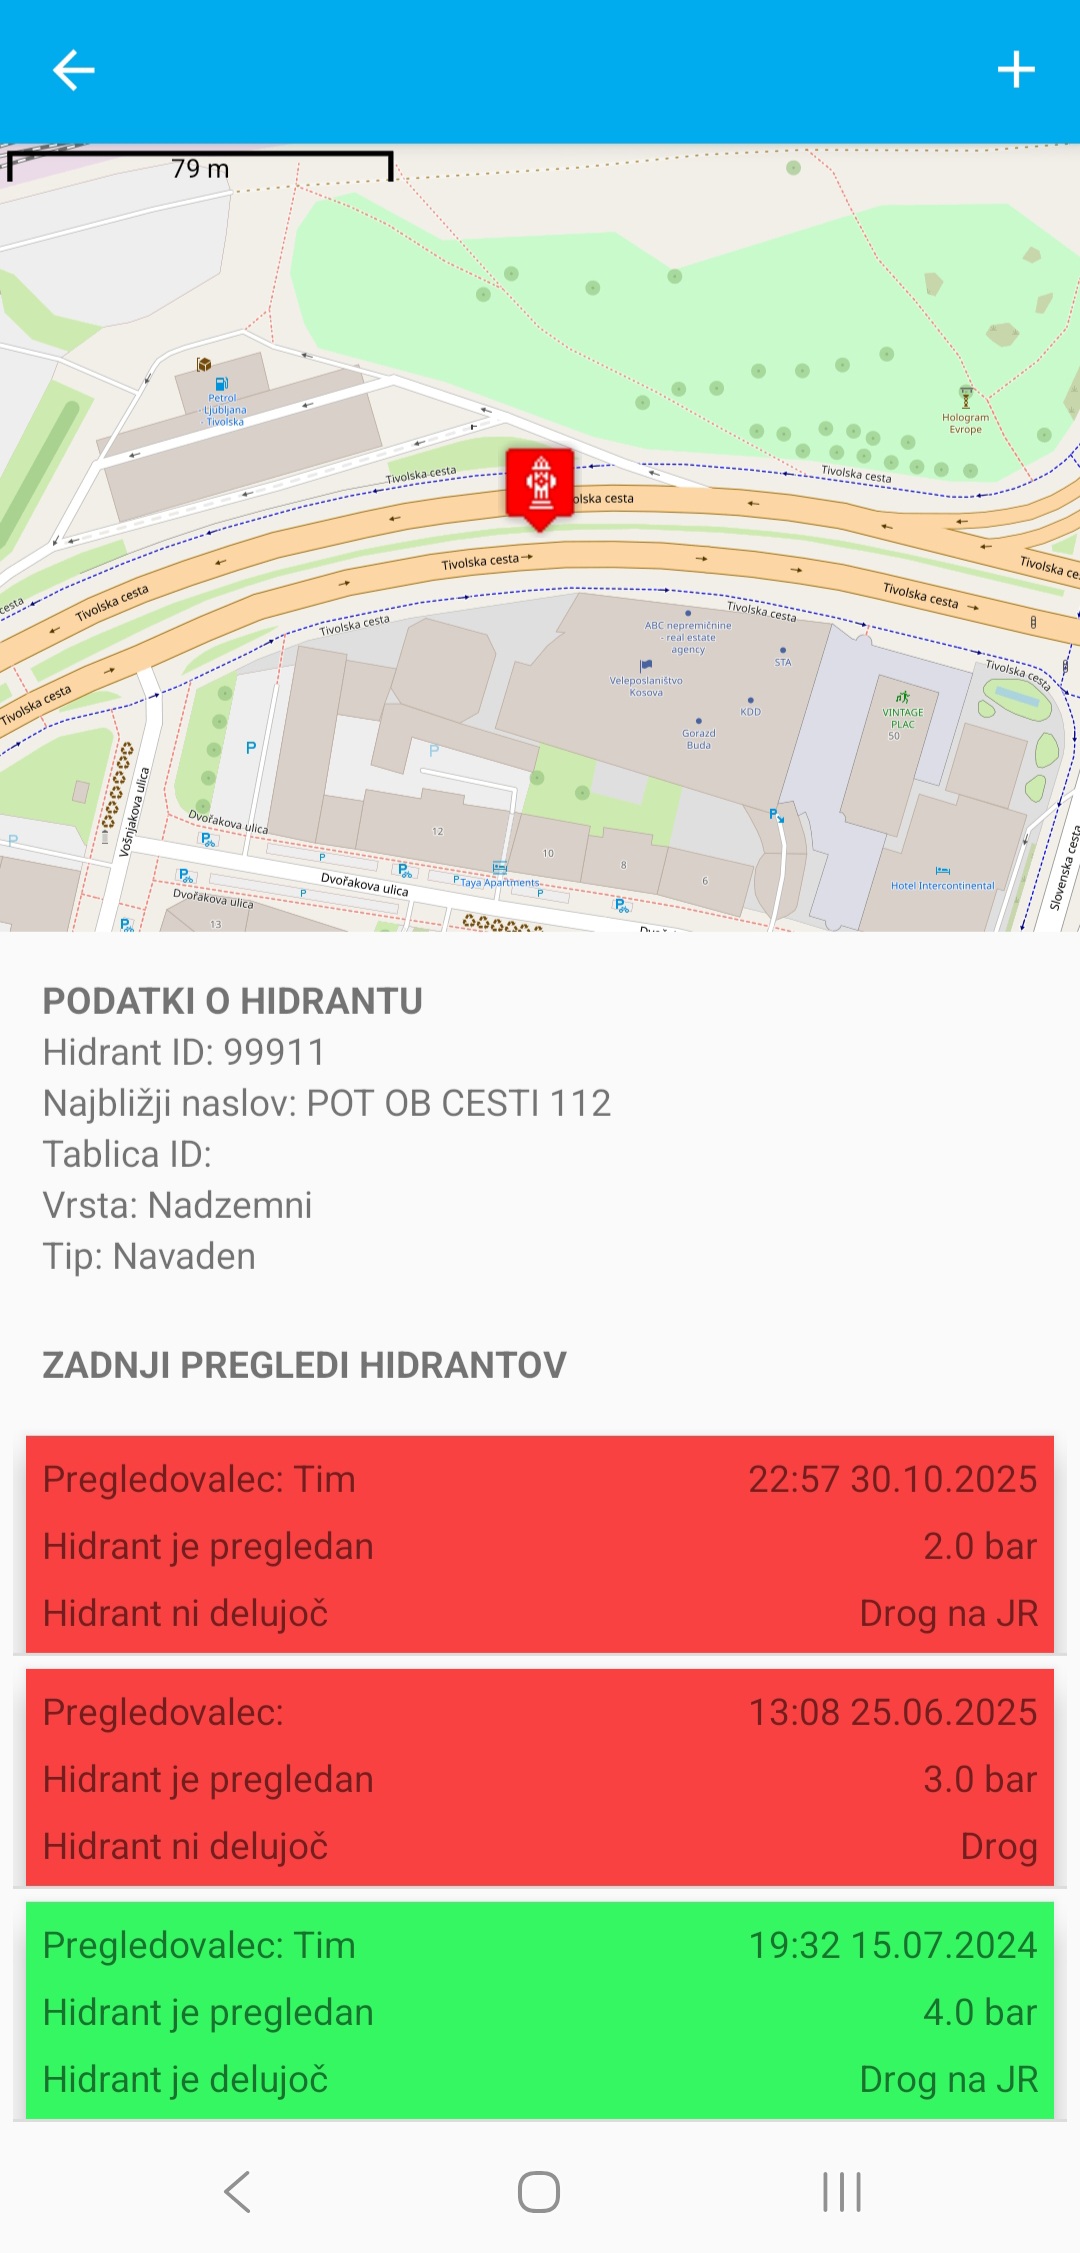 79 m
Petrol
Ljubljana
Tivolska
Hologram
Evrope
Tivolska cesta
Tivolska cesta
olska cesta
Tivolska cesta
Tivolska ce
cesta
Tivolska cesta
Tivolska cesta
Tivolska cesta
Tivolska cesta
Tivolska cesta
Tivolska cesta
ABC nepremičnine
- real estate
agency
STA
Veleposlaništvo
Kosova
KDD
Gorazd
Buda
VINTAGE
PLAC
50
P
P
P
Vošnjakova ulica
Dvořakova ulica
12
10
8
6
P
P
P
P
P
P
Taya Apartments
P
P
P
Dvořakova ulica
Dvořakova ulica
13
P
Hotel Intercontinental
Slovenska cesta
PODATKI O HIDRANTU
Hidrant ID: 99911
Najbližji naslov: POT OB CESTI 112
Tablica ID:
Vrsta: Nadzemni
Tip: Navaden
ZADNJI PREGLEDI HIDRANTOV
Pregledovalec: Tim 22:57 30.10.2025
Hidrant je pregledan 2.0 bar
Hidrant ni delujoč Drog na JR
Pregledovalec: 13:08 25.06.2025
Hidrant je pregledan 3.0 bar
Hidrant ni delujoč Drog
Pregledovalec: Tim 19:32 15.07.2024
Hidrant je pregledan 4.0 bar
Hidrant je delujoč Drog na JR